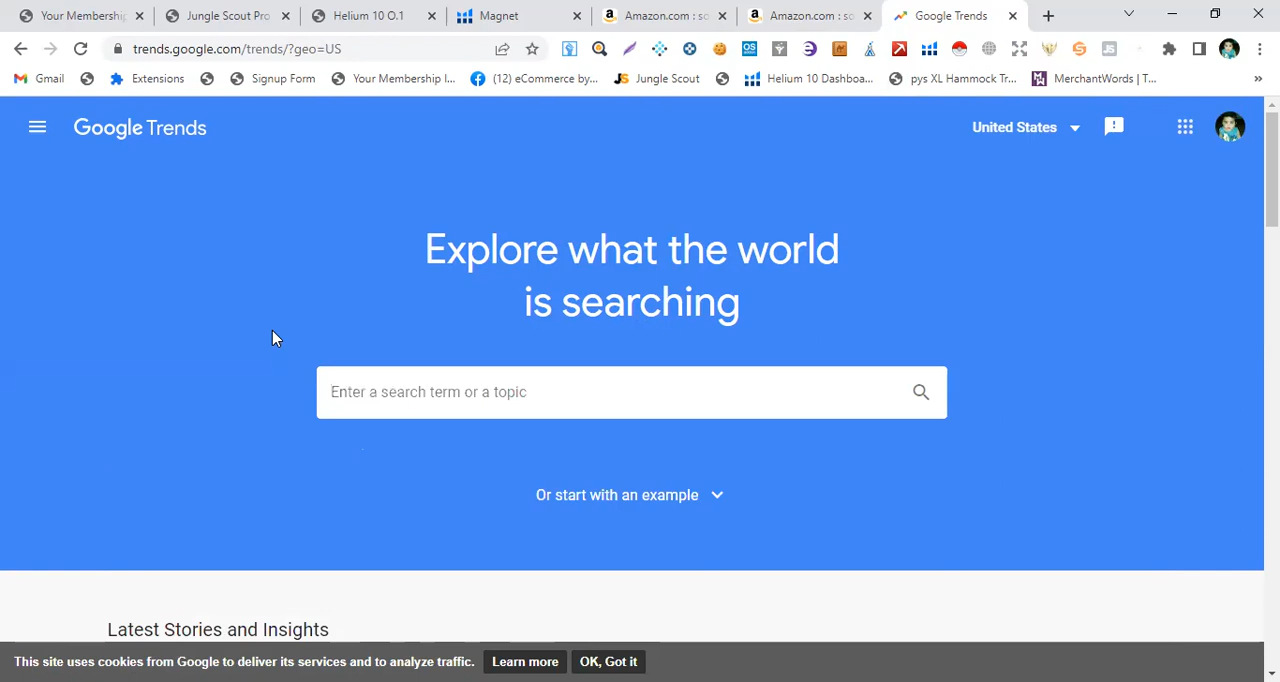 Your Membership
Jungle Scout Pro
Helium 10 O.1
Magnet
Amazon.com : so
Amazon.com : so
Google Trends
trends.google.com/trends/?geo=US
Gmail
Extensions
Signup Form
Your Membership I...
(12) eCommerce by...
Jungle Scout
Helium 10 Dashboa...
pys XL Hammock Tr...
MerchantWords | T...
Google Trends
United States
Explore what the world
is searching
Enter a search term or a topic
Or start with an example
Latest Stories and Insights
This site uses cookies from Google to deliver its services and to analyze traffic.
Learn more
OK, Got it